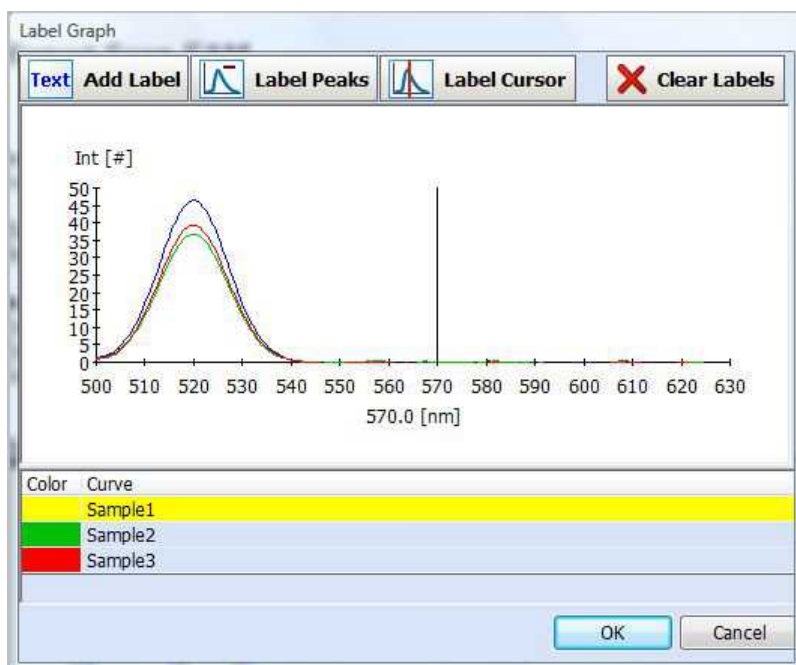 Label Graph
Text Add Label Label Peaks Label Cursor Clear Labels
Int [#]
50
45
40
35
30
25
20
15
10
5
0
500 510 520 530 540 550 560 570 580 590 600 610 620 630
570.0 [nm]
Color Curve
Sample1
Sample2
Sample3
OK Cancel